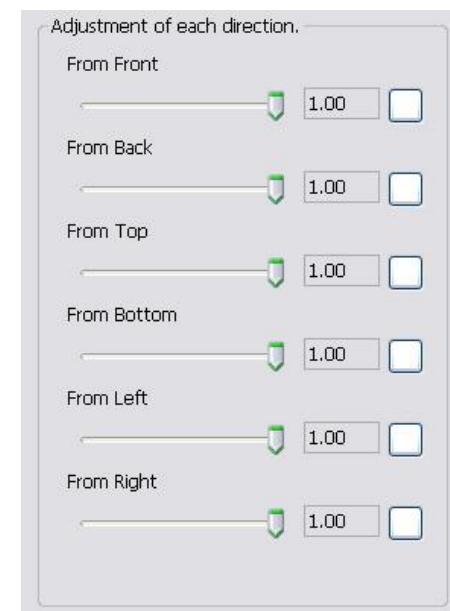 Adjustment of each direction.
From Front
1.00
From Back
1.00
From Top
1.00
From Bottom
1.00
From Left
1.00
From Right
1.00